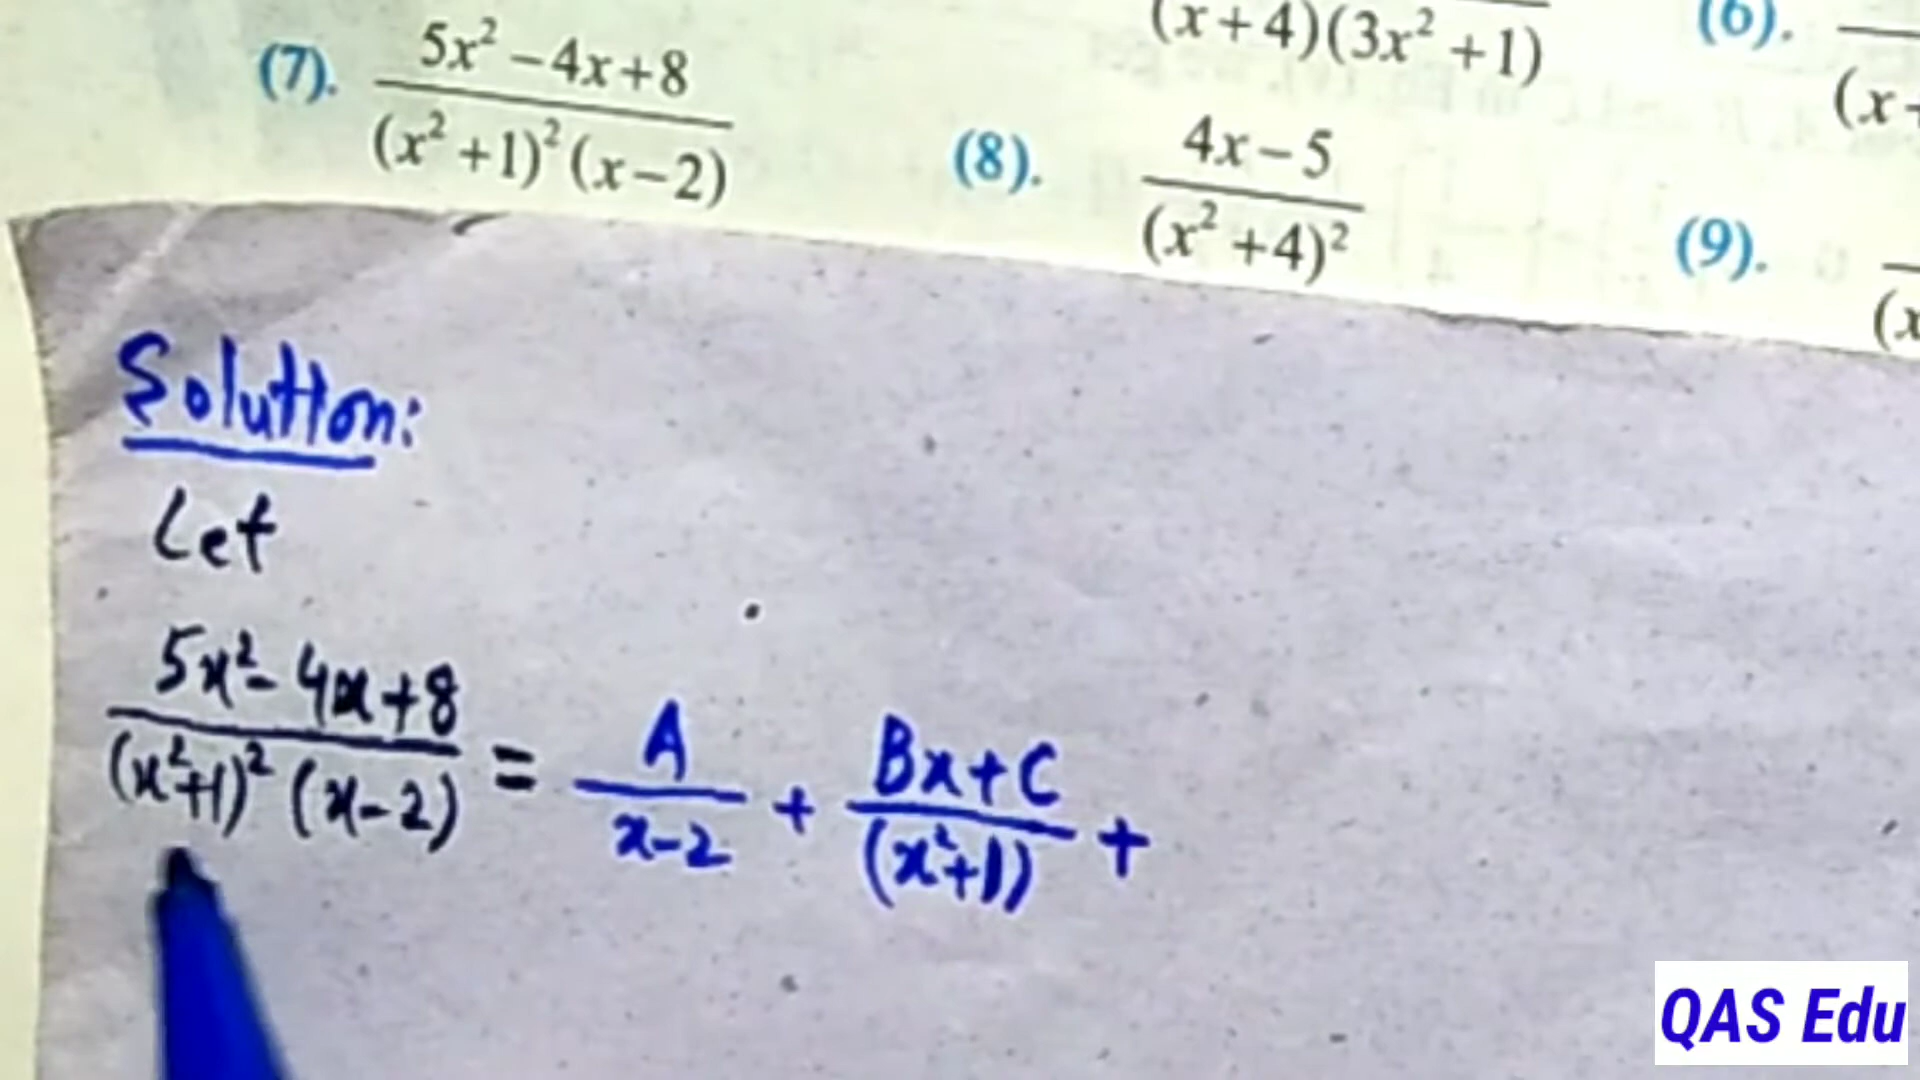 (7). 5x² − 4x + 8
(x² + 1)² (x − 2)
(x + 4)(3x² + 1)
(6).
(8). 4x − 5
(x² + 4)²
(9).
Solution:
Let
5x² - 4x + 8
(x² + 1)² (x - 2)
= A + Bx + C +
x - 2 (x² + 1)
QAS Edu